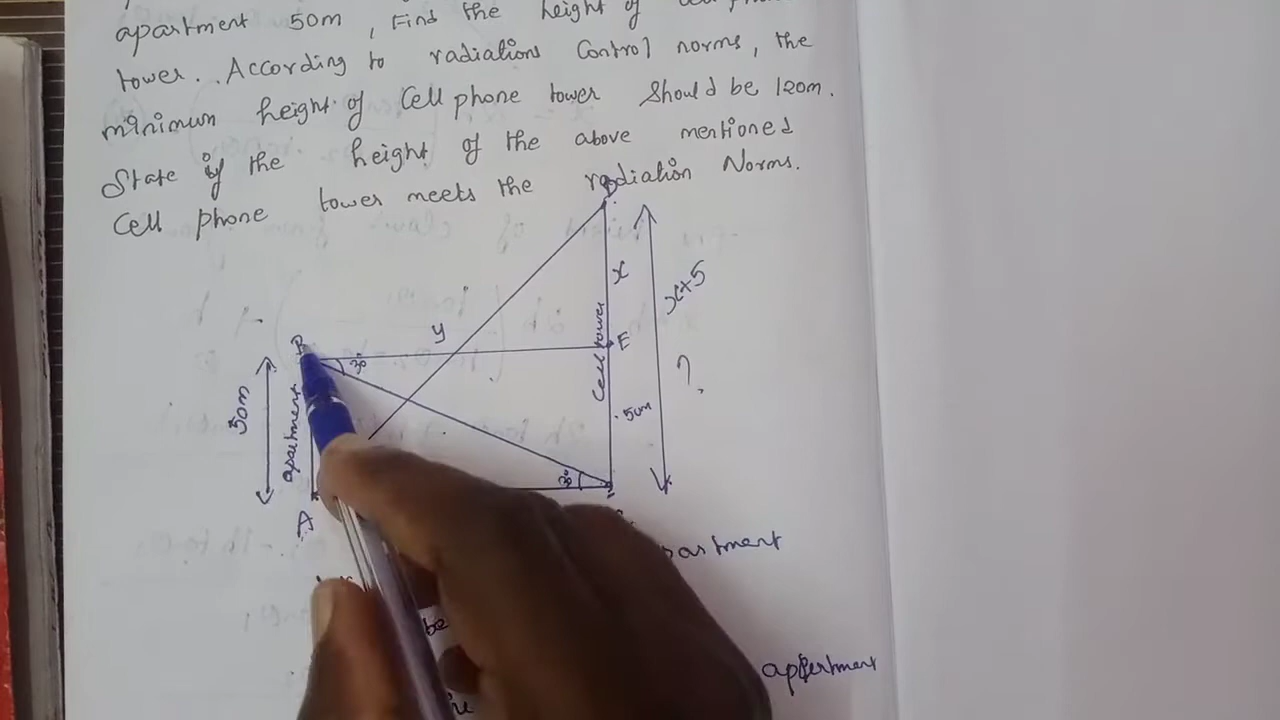 apartment 50m, Find the height of
tower. According to radiations Control norms, the
minimum height of Cell phone tower Should be 120m.
State if the height of the above mentioned
Cell phone tower meets the radiation Norms.
D
x
x+5
y
B
30°
E
Cell tower
?
50m
apartment
50m
30°
A
apartment
be